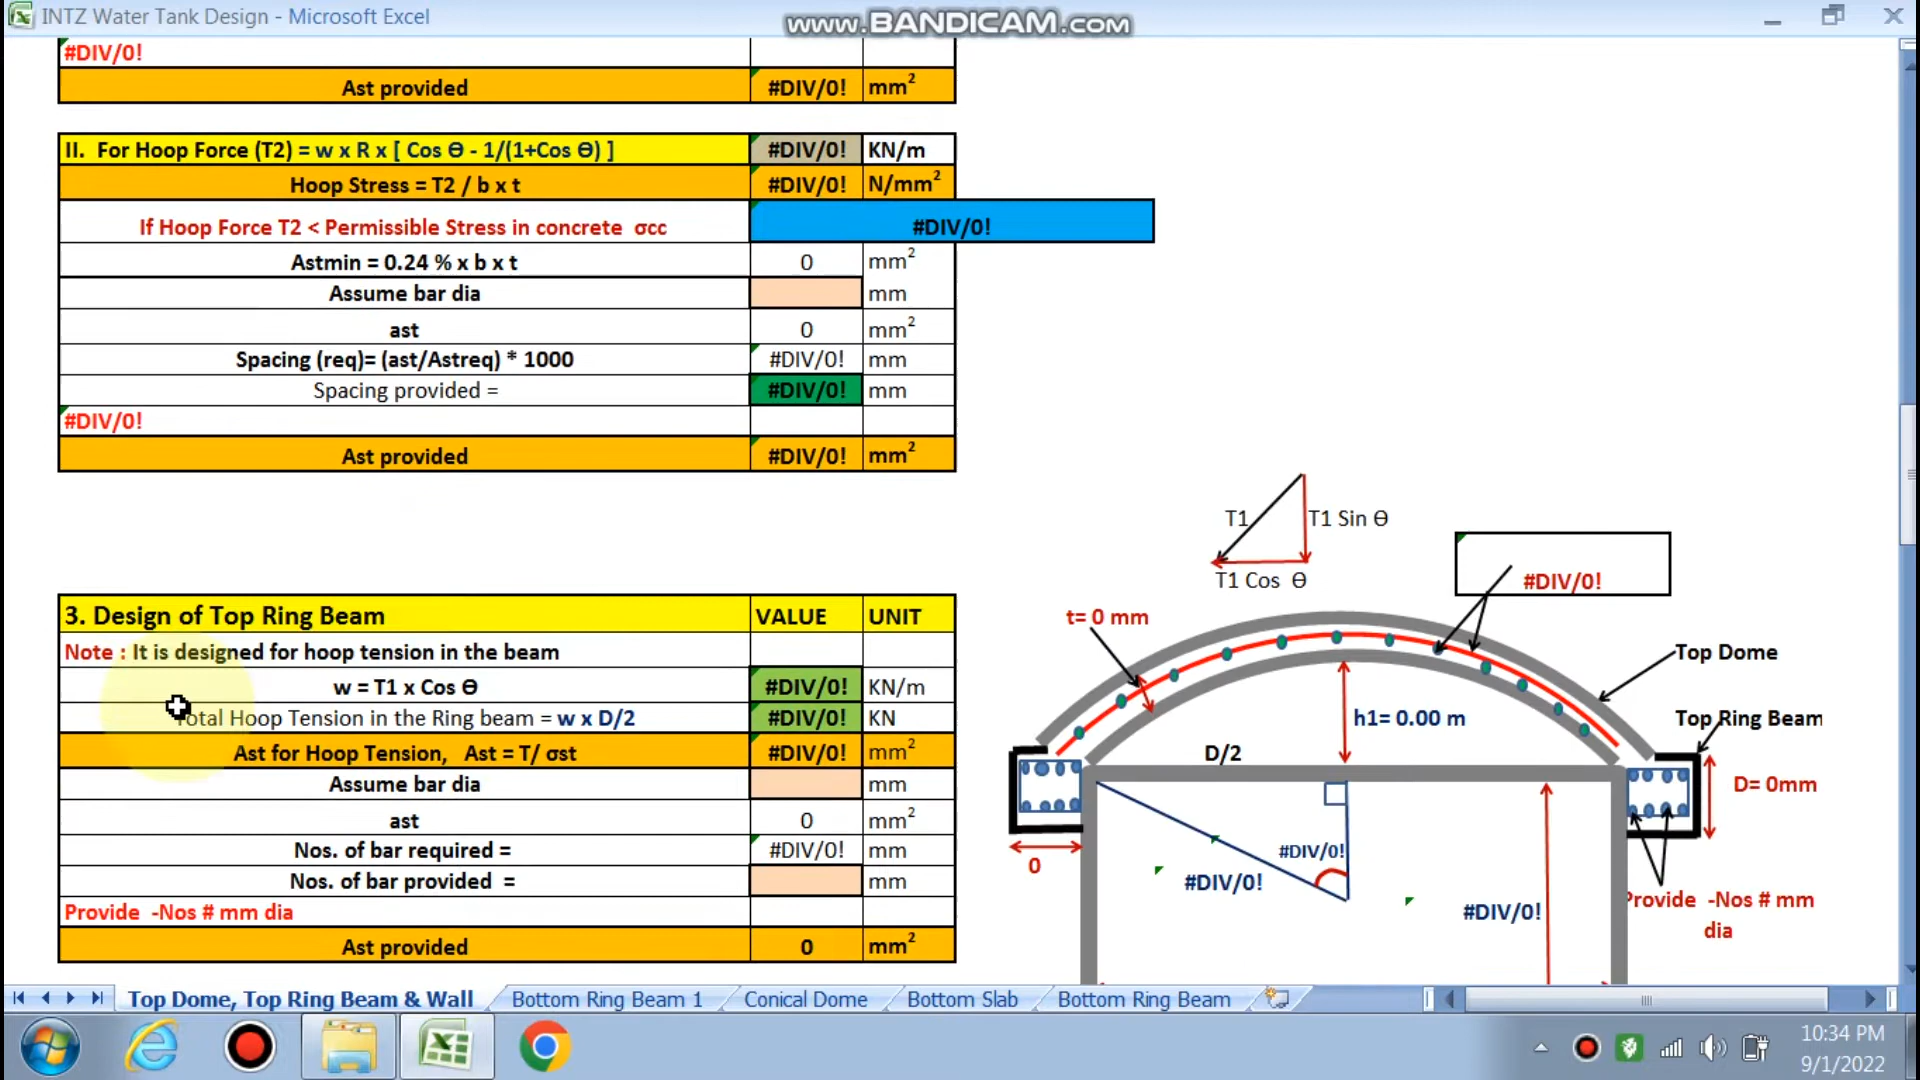 INTZ Water Tank Design - Microsoft Excel
www.BANDICAM.com
#DIV/0!
Ast provided #DIV/0! mm²
II. For Hoop Force (T2) = w x R x [ Cos Ө - 1/(1+Cos Ө) ] #DIV/0! KN/m
Hoop Stress = T2 / b x t #DIV/0! N/mm²
If Hoop Force T2 < Permissible Stress in concrete σcc #DIV/0!
Astmin = 0.24 % x b x t 0 mm²
Assume bar dia mm
ast 0 mm²
Spacing (req)= (ast/Astreq) * 1000 #DIV/0! mm
Spacing provided = #DIV/0! mm
#DIV/0!
Ast provided #DIV/0! mm²
3. Design of Top Ring Beam VALUE UNIT
Note : It is designed for hoop tension in the beam
w = T1 x Cos Ө #DIV/0! KN/m
Total Hoop Tension in the Ring beam = w x D/2 #DIV/0! KN
Ast for Hoop Tension, Ast = T/ σst #DIV/0! mm²
Assume bar dia mm
ast 0 mm²
Nos. of bar required = #DIV/0! mm
Nos. of bar provided = mm
Provide -Nos # mm dia
Ast provided 0 mm²
T1
T1 Sin Ө
T1 Cos Ө
#DIV/0!
t= 0 mm
Top Dome
h1= 0.00 m
Top Ring Beam
D/2
D= 0mm
#DIV/0!
0
#DIV/0!
#DIV/0!
Provide -Nos # mm
dia
Top Dome, Top Ring Beam & Wall Bottom Ring Beam 1 Conical Dome Bottom Slab Bottom Ring Beam
10:34 PM
9/1/2022